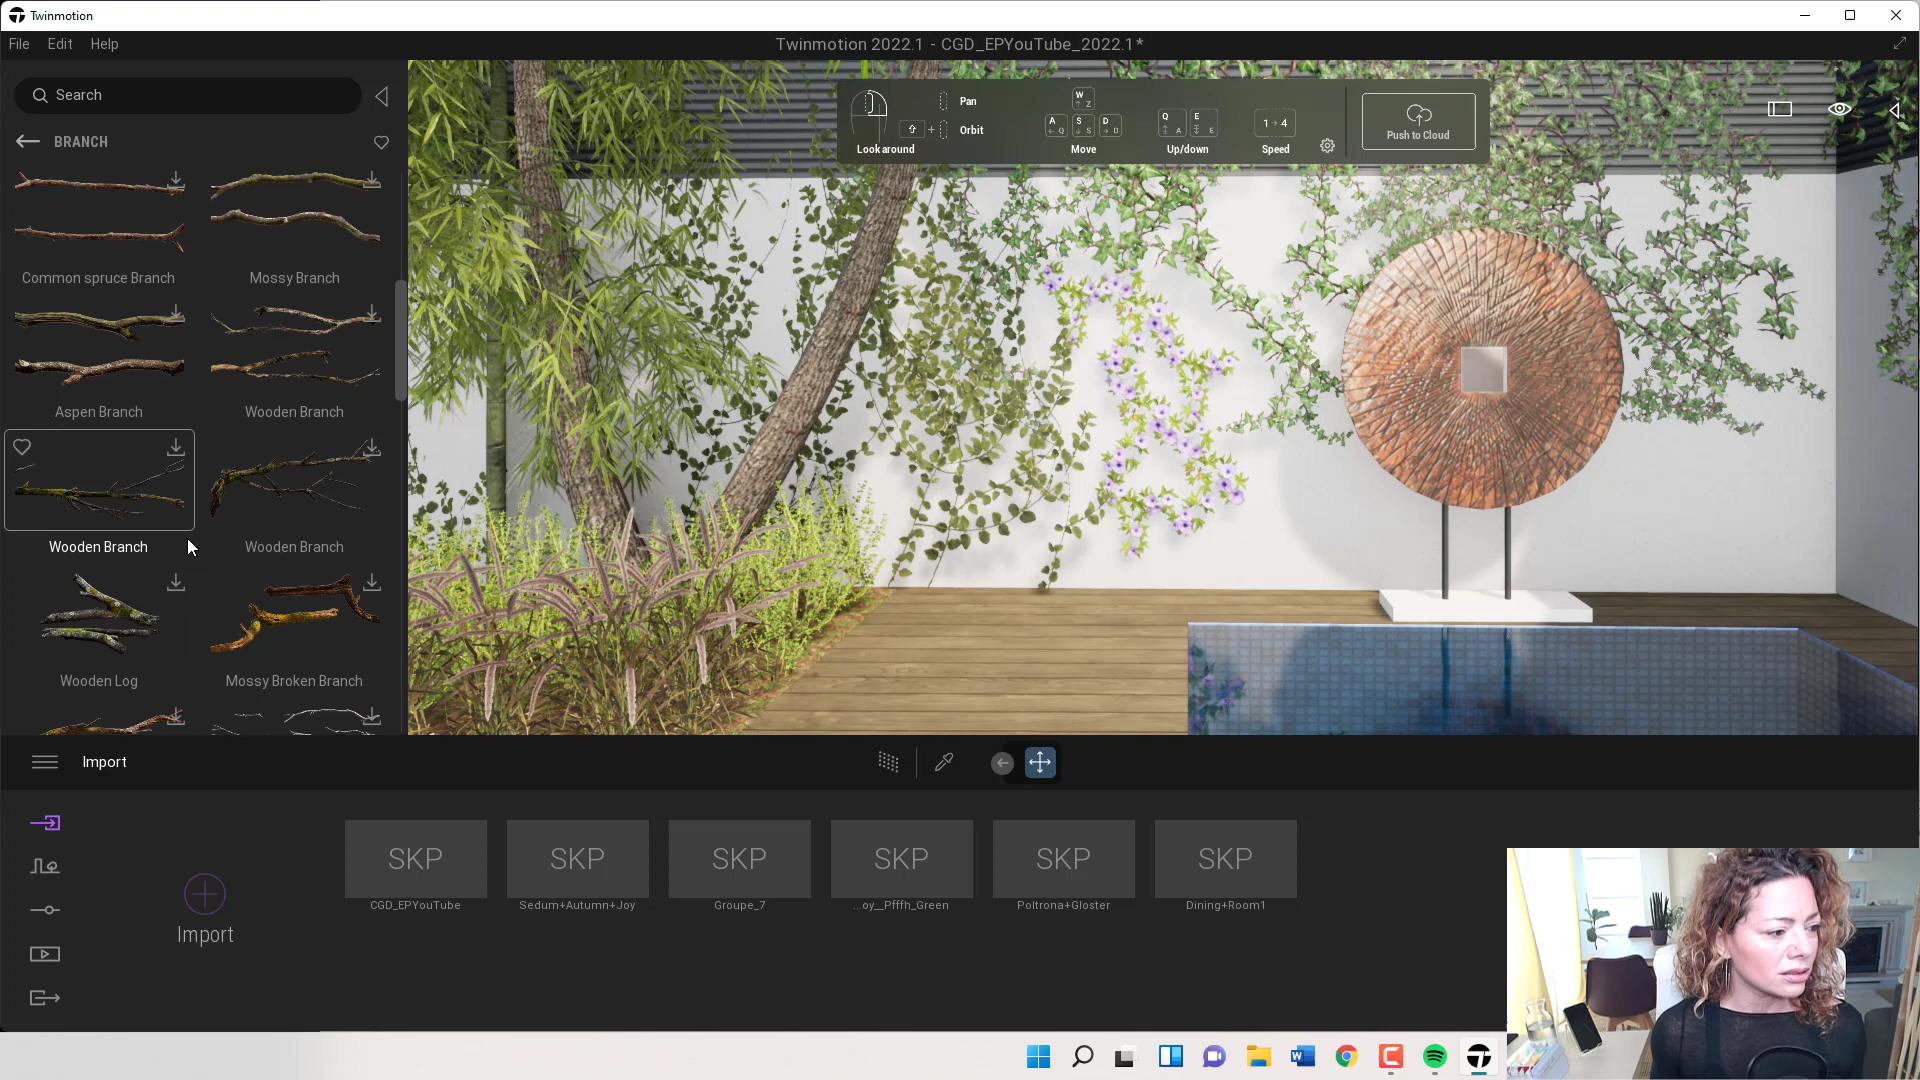 Twinmotion
File Edit Help
Twinmotion 2022.1 - CGD_EPYouTube_2022.1*
Search
BRANCH
Common spruce Branch
Mossy Branch
Aspen Branch
Wooden Branch
Wooden Branch
Wooden Branch
Wooden Log
Mossy Broken Branch
Look around
Pan
Orbit
W
Z
A
Q
S
S
D
D
Move
Q
A
E
E
Up/down
1 4
Speed
Push to Cloud
Import
Import
SKP
CGD_EPYouTube
SKP
Sedum+Autumn+Joy
SKP
Groupe_7
SKP
...oy__Pfffh_Green
SKP
Poltrona+Gloster
SKP
Dining+Room1